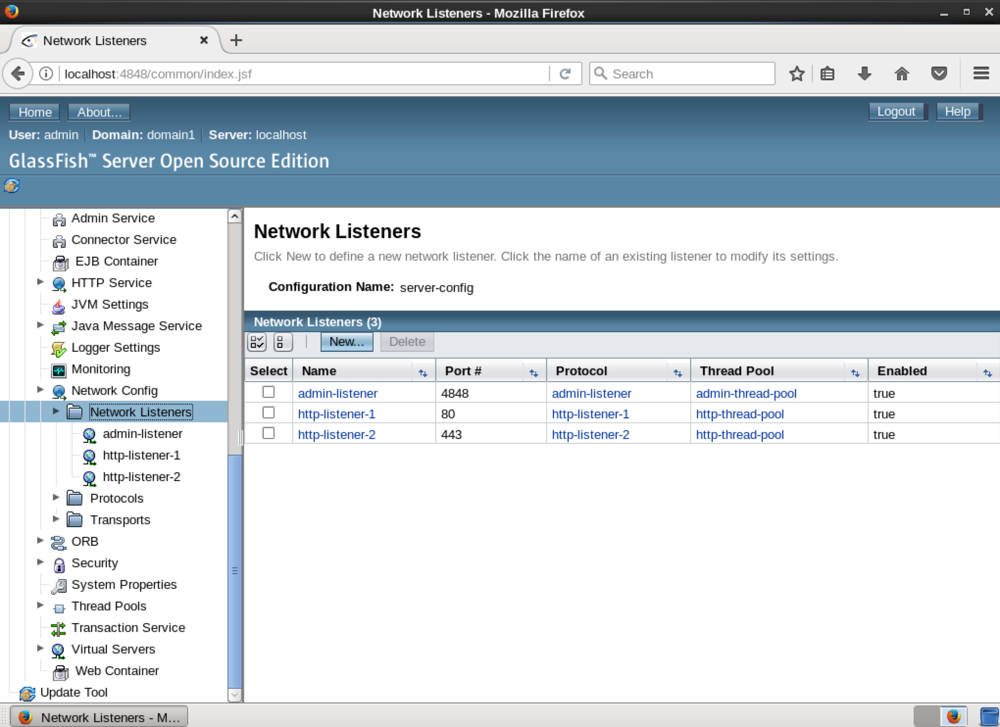 Network Listeners - Mozilla Firefox
Network Listeners
localhost:4848/common/index.jsf
Search
Home About...
Logout Help
User: admin Domain: domain1 Server: localhost
GlassFish™ Server Open Source Edition
Admin Service
Connector Service
EJB Container
HTTP Service
JVM Settings
Java Message Service
Logger Settings
Monitoring
Network Config
Network Listeners
admin-listener
http-listener-1
http-listener-2
Protocols
Transports
ORB
Security
System Properties
Thread Pools
Transaction Service
Virtual Servers
Web Container
Update Tool
Network Listeners
Click New to define a new network listener. Click the name of an existing listener to modify its settings.
Configuration Name: server-config
Network Listeners (3)
New... Delete
Select Name Port # Protocol Thread Pool Enabled
admin-listener 4848 admin-listener admin-thread-pool true
http-listener-1 80 http-listener-1 http-thread-pool true
http-listener-2 443 http-listener-2 http-thread-pool true
Network Listeners - M...